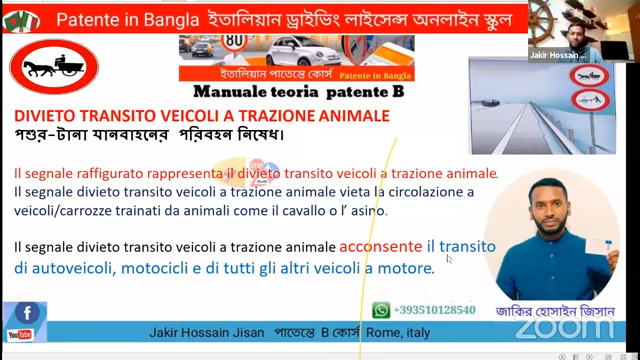 Patente in Bangla ইতালিয়ান ড্রাইভিং লাইসেন্স অনলাইন স্কুল
Jakir Hossain ...
80
ইতালিয়ান পাতেন্তে কোর্স Patente in Bangla
Manuale teoria patente B
DIVIETO TRANSITO VEICOLI A TRAZIONE ANIMALE
পশুর-টানা যানবাহনের পরিবহন নিষেধ।
Il segnale raffigurato rappresenta il divieto transito veicoli a trazione animale.
Il segnale divieto transito veicoli a trazione animale vieta la circolazione a
veicoli/carrozze trainati da animali come il cavallo o l' asino.
Il segnale divieto transito veicoli a trazione animale acconsente il transito
di autoveicoli, motocicli e di tutti gli altri veicoli a motore.
+393510128540
জাকির হোসাইন জিসান
YouTube
Jakir Hossain Jisan পাতেন্তে B কোর্স Rome, italy
zoom